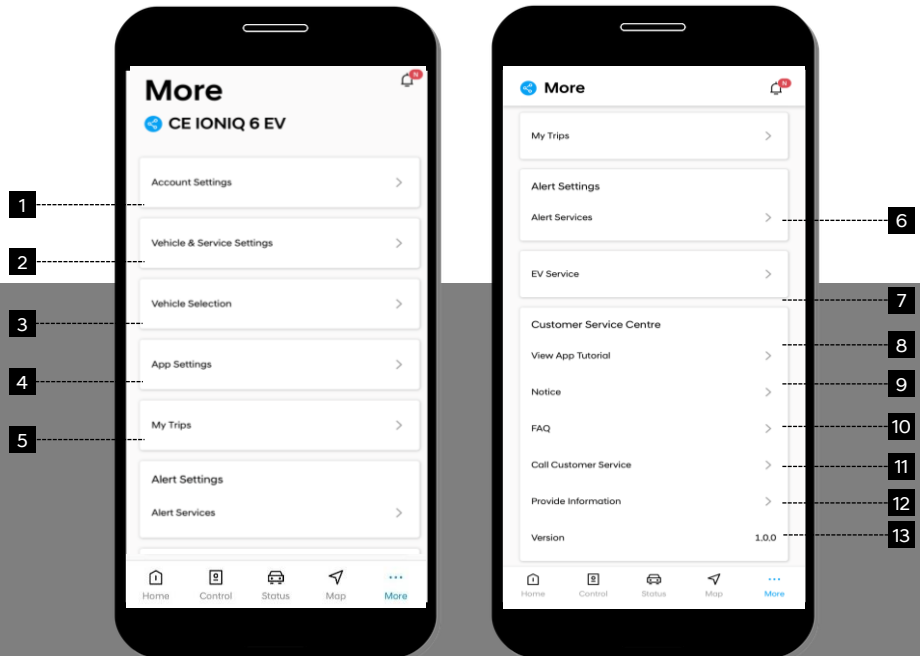 More
N
CE IONIQ 6 EV
Account Settings
1
Vehicle & Service Settings
2
Vehicle Selection
3
App Settings
4
My Trips
5
Alert Settings
Alert Services
Home Control Status Map More
More
N
My Trips
Alert Settings
Alert Services
6
EV Service
7
Customer Service Centre
8
View App Tutorial
9
Notice
10
FAQ
11
Call Customer Service
12
Provide Information
13
Version 1.0.0
Home Control Status Map More